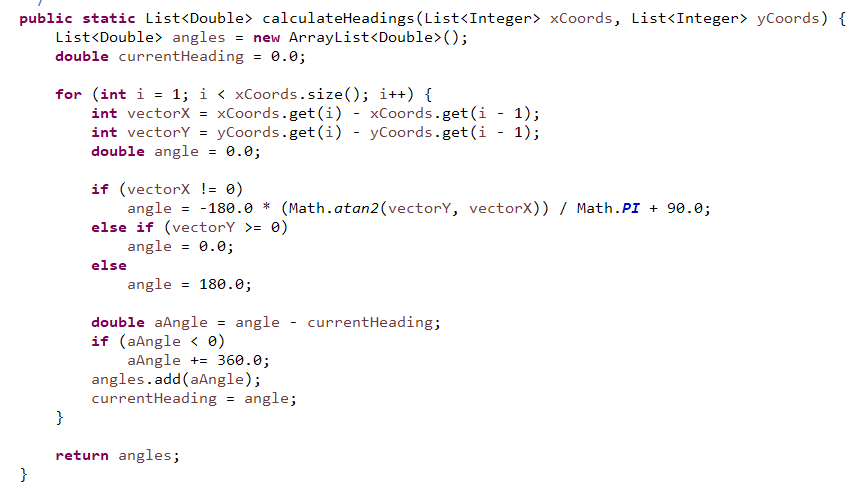 public static List<Double> calculateHeadings(List<Integer> xCoords, List<Integer> yCoords) {
    List<Double> angles = new ArrayList<Double>();
    double currentHeading = 0.0;

    for (int i = 1; i < xCoords.size(); i++) {
        int vectorX = xCoords.get(i) - xCoords.get(i - 1);
        int vectorY = yCoords.get(i) - yCoords.get(i - 1);
        double angle = 0.0;

        if (vectorX != 0)
            angle = -180.0 * (Math.atan2(vectorY, vectorX)) / Math.PI + 90.0;
        else if (vectorY >= 0)
            angle = 0.0;
        else
            angle = 180.0;

        double aAngle = angle - currentHeading;
        if (aAngle < 0)
            aAngle += 360.0;
        angles.add(aAngle);
        currentHeading = angle;
    }

    return angles;
}